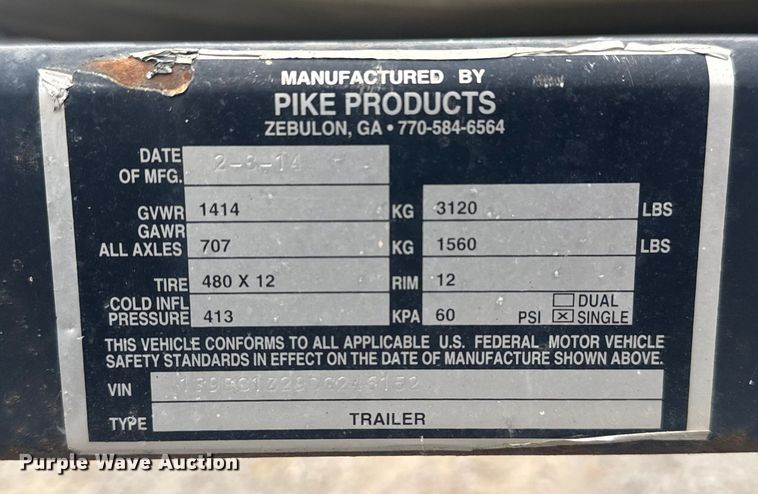 MANUFACTURED BY
PIKE PRODUCTS
ZEBULON, GA • 770-584-6564
DATE OF MFG.
GVWR 1414 KG 3120 LBS
GAWR ALL AXLES 707 KG 1560 LBS
TIRE 480 X 12 RIM 12
COLD INFL PRESSURE 413 KPA 60 PSI DUAL
☒ SINGLE
THIS VEHICLE CONFORMS TO ALL APPLICABLE U.S. FEDERAL MOTOR VEHICLE
SAFETY STANDARDS IN EFFECT ON THE DATE OF MANUFACTURE SHOWN ABOVE.
VIN
TYPE TRAILER
Purple Wave Auction